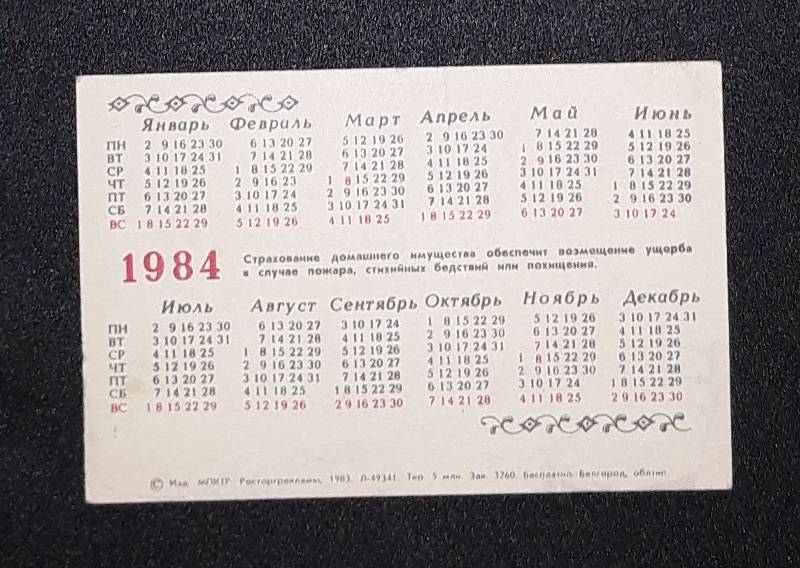 Январь Февраль Март Апрель Май Июнь
ПН 2 9 16 23 30 6 13 20 27 5 12 19 26 2 9 16 23 30 7 14 21 28 4 11 18 25
ВТ 3 10 17 24 31 7 14 21 28 6 13 20 27 3 10 17 24 1 8 15 22 29 5 12 19 26
СР 4 11 18 25 1 8 15 22 29 7 14 21 28 4 11 18 25 2 9 16 23 30 6 13 20 27
ЧТ 5 12 19 26 2 9 16 23 1 8 15 22 29 5 12 19 26 3 10 17 24 31 7 14 21 28
ПТ 6 13 20 27 3 10 17 24 2 9 16 23 30 6 13 20 27 4 11 18 25 1 8 15 22 29
СБ 7 14 21 28 4 11 18 25 3 10 17 24 31 7 14 21 28 5 12 19 26 2 9 16 23 30
ВС 1 8 15 22 29 5 12 19 26 4 11 18 25 1 8 15 22 29 6 13 20 27 3 10 17 24
1984 Страхование домашнего имущества обеспечит возмещение ущерба
в случае пожара, стихийных бедствий или похищения.
Июль Август Сентябрь Октябрь Ноябрь Декабрь
ПН 2 9 16 23 30 6 13 20 27 3 10 17 24 1 8 15 22 29 5 12 19 26 3 10 17 24 31
ВТ 3 10 17 24 31 7 14 21 28 4 11 18 25 2 9 16 23 30 6 13 20 27 4 11 18 25
СР 4 11 18 25 1 8 15 22 29 5 12 19 26 3 10 17 24 31 7 14 21 28 5 12 19 26
ЧТ 5 12 19 26 2 9 16 23 30 6 13 20 27 4 11 18 25 1 8 15 22 29 6 13 20 27
ПТ 6 13 20 27 3 10 17 24 31 7 14 21 28 5 12 19 26 2 9 16 23 30 7 14 21 28
СБ 7 14 21 28 4 11 18 25 1 8 15 22 29 6 13 20 27 3 10 17 24 1 8 15 22 29
ВС 1 8 15 22 29 5 12 19 26 2 9 16 23 30 7 14 21 28 4 11 18 25 2 9 16 23 30
© Изд. МПКТР Росторгрекламы, 1983. Л-49341. Тир. 5 млн. Зак. 3260. Бесплатно. Белгород, облтип.